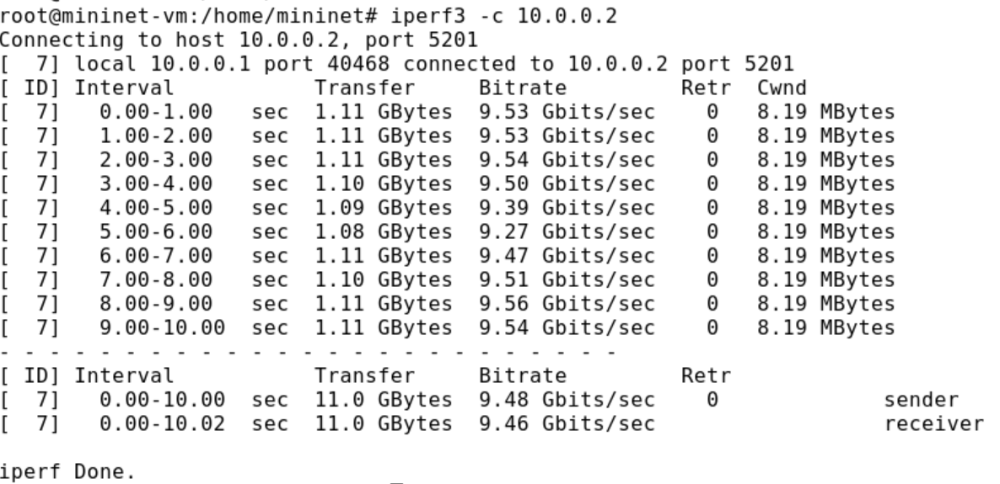 root@mininet-vm:/home/mininet# iperf3 -c 10.0.0.2
Connecting to host 10.0.0.2, port 5201
[  7] local 10.0.0.1 port 40468 connected to 10.0.0.2 port 5201
[ ID] Interval           Transfer     Bitrate         Retr  Cwnd
[  7]   0.00-1.00   sec  1.11 GBytes  9.53 Gbits/sec    0   8.19 MBytes
[  7]   1.00-2.00   sec  1.11 GBytes  9.53 Gbits/sec    0   8.19 MBytes
[  7]   2.00-3.00   sec  1.11 GBytes  9.54 Gbits/sec    0   8.19 MBytes
[  7]   3.00-4.00   sec  1.10 GBytes  9.50 Gbits/sec    0   8.19 MBytes
[  7]   4.00-5.00   sec  1.09 GBytes  9.39 Gbits/sec    0   8.19 MBytes
[  7]   5.00-6.00   sec  1.08 GBytes  9.27 Gbits/sec    0   8.19 MBytes
[  7]   6.00-7.00   sec  1.11 GBytes  9.47 Gbits/sec    0   8.19 MBytes
[  7]   7.00-8.00   sec  1.10 GBytes  9.51 Gbits/sec    0   8.19 MBytes
[  7]   8.00-9.00   sec  1.11 GBytes  9.56 Gbits/sec    0   8.19 MBytes
[  7]   9.00-10.00  sec  1.11 GBytes  9.54 Gbits/sec    0   8.19 MBytes
- - - - - - - - - - - - - - - - - - - - - - - - -
[ ID] Interval           Transfer     Bitrate         Retr
[  7]   0.00-10.00  sec  11.0 GBytes  9.48 Gbits/sec    0             sender
[  7]   0.00-10.02  sec  11.0 GBytes  9.46 Gbits/sec                  receiver

iperf Done.